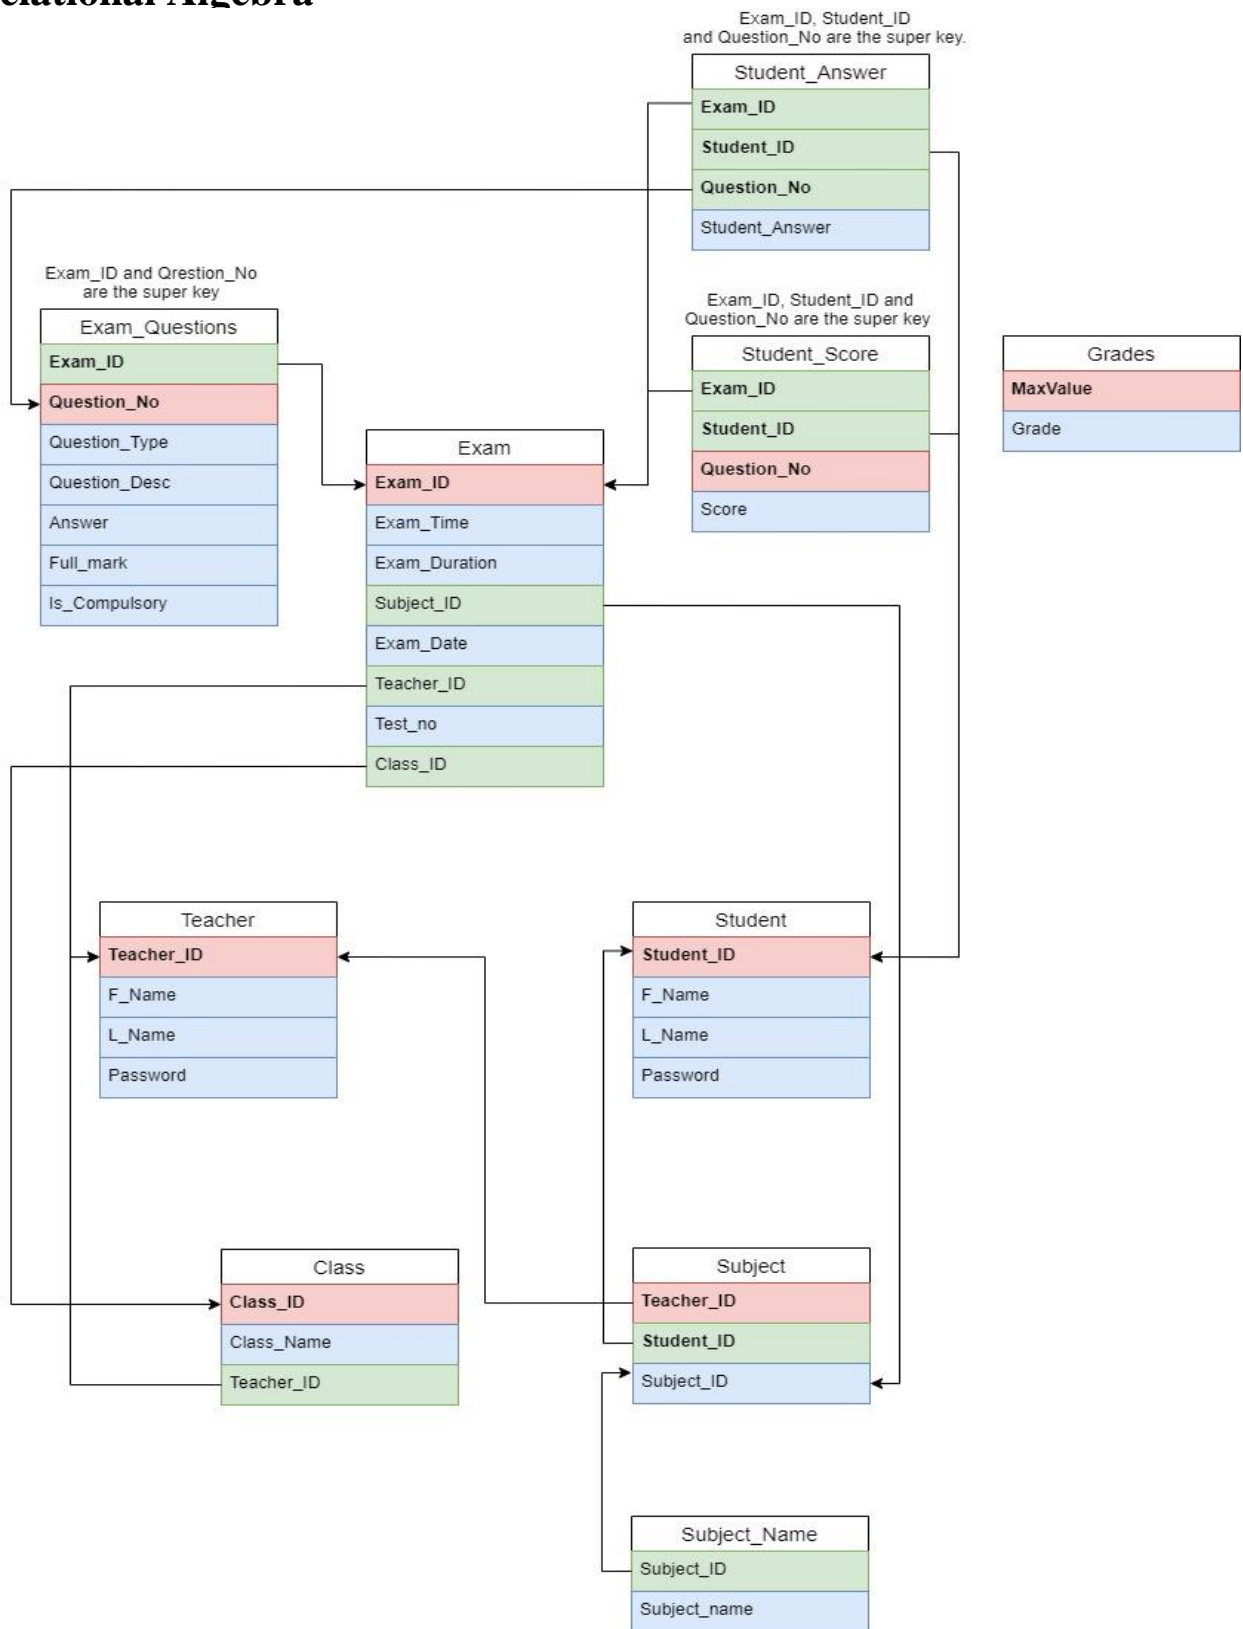 Exam_ID, Student_ID
and Question_No are the super key.
Student_Answer
Exam_ID
Student_ID
Question_No
Student_Answer
Exam_ID and Qrestion_No
are the super key
Exam_Questions
Exam_ID
Question_No
Question_Type
Question_Desc
Answer
Full_mark
Is_Compulsory
Exam
Exam_ID
Exam_Time
Exam_Duration
Subject_ID
Exam_Date
Teacher_ID
Test_no
Class_ID
Exam_ID, Student_ID and
Question_No are the super key
Student_Score
Exam_ID
Student_ID
Question_No
Score
Grades
MaxValue
Grade
Teacher
Teacher_ID
F_Name
L_Name
Password
Student
Student_ID
F_Name
L_Name
Password
Class
Class_ID
Class_Name
Teacher_ID
Subject
Teacher_ID
Student_ID
Subject_ID
Subject_Name
Subject_ID
Subject_name